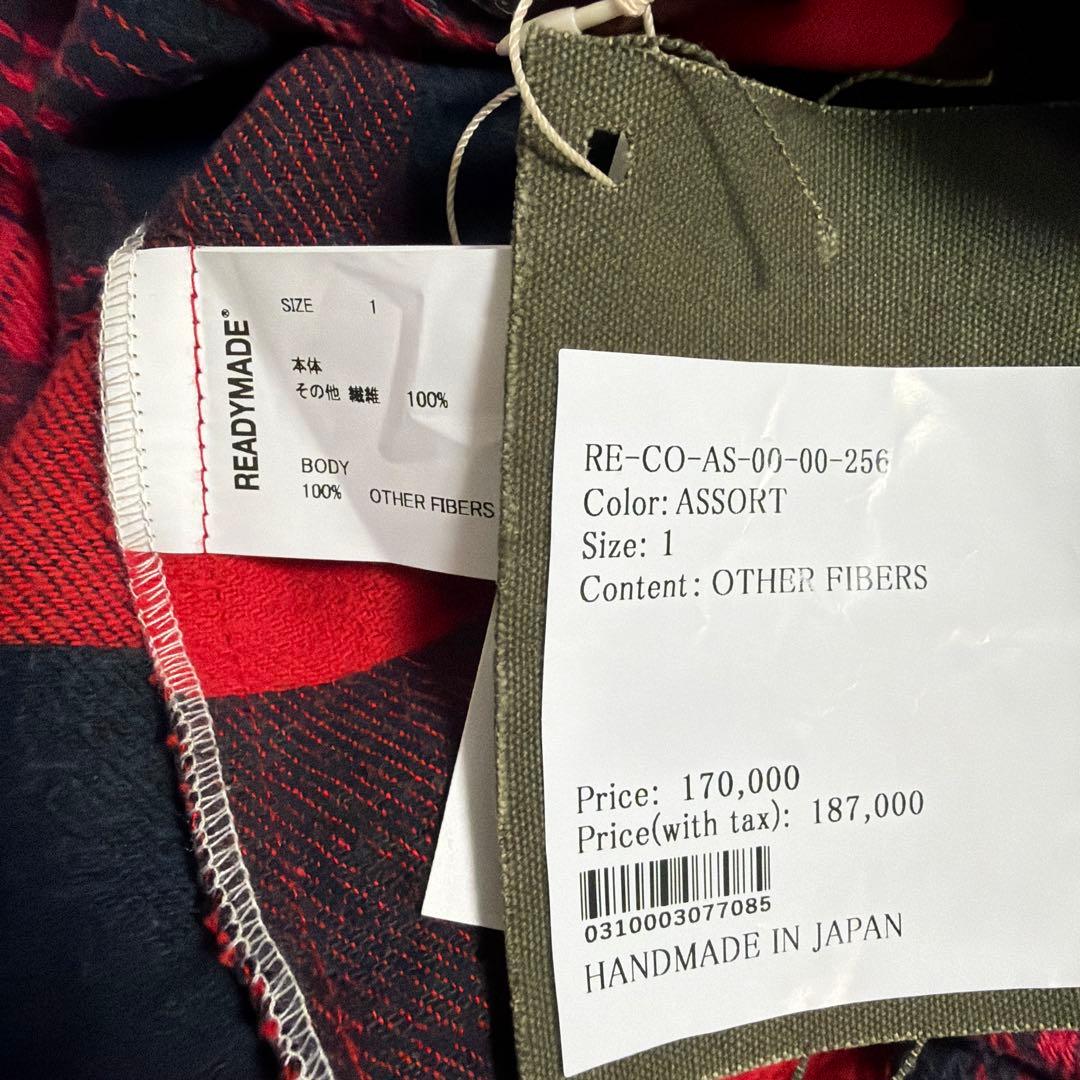 READYMADE®
SIZE 1
本体
その他 繊維 100%
BODY
100% OTHER FIBERS
RE-CO-AS-00-00-256
Color: ASSORT
Size: 1
Content: OTHER FIBERS
Price: 170,000
Price(with tax): 187,000
0310003077085
HANDMADE IN JAPAN